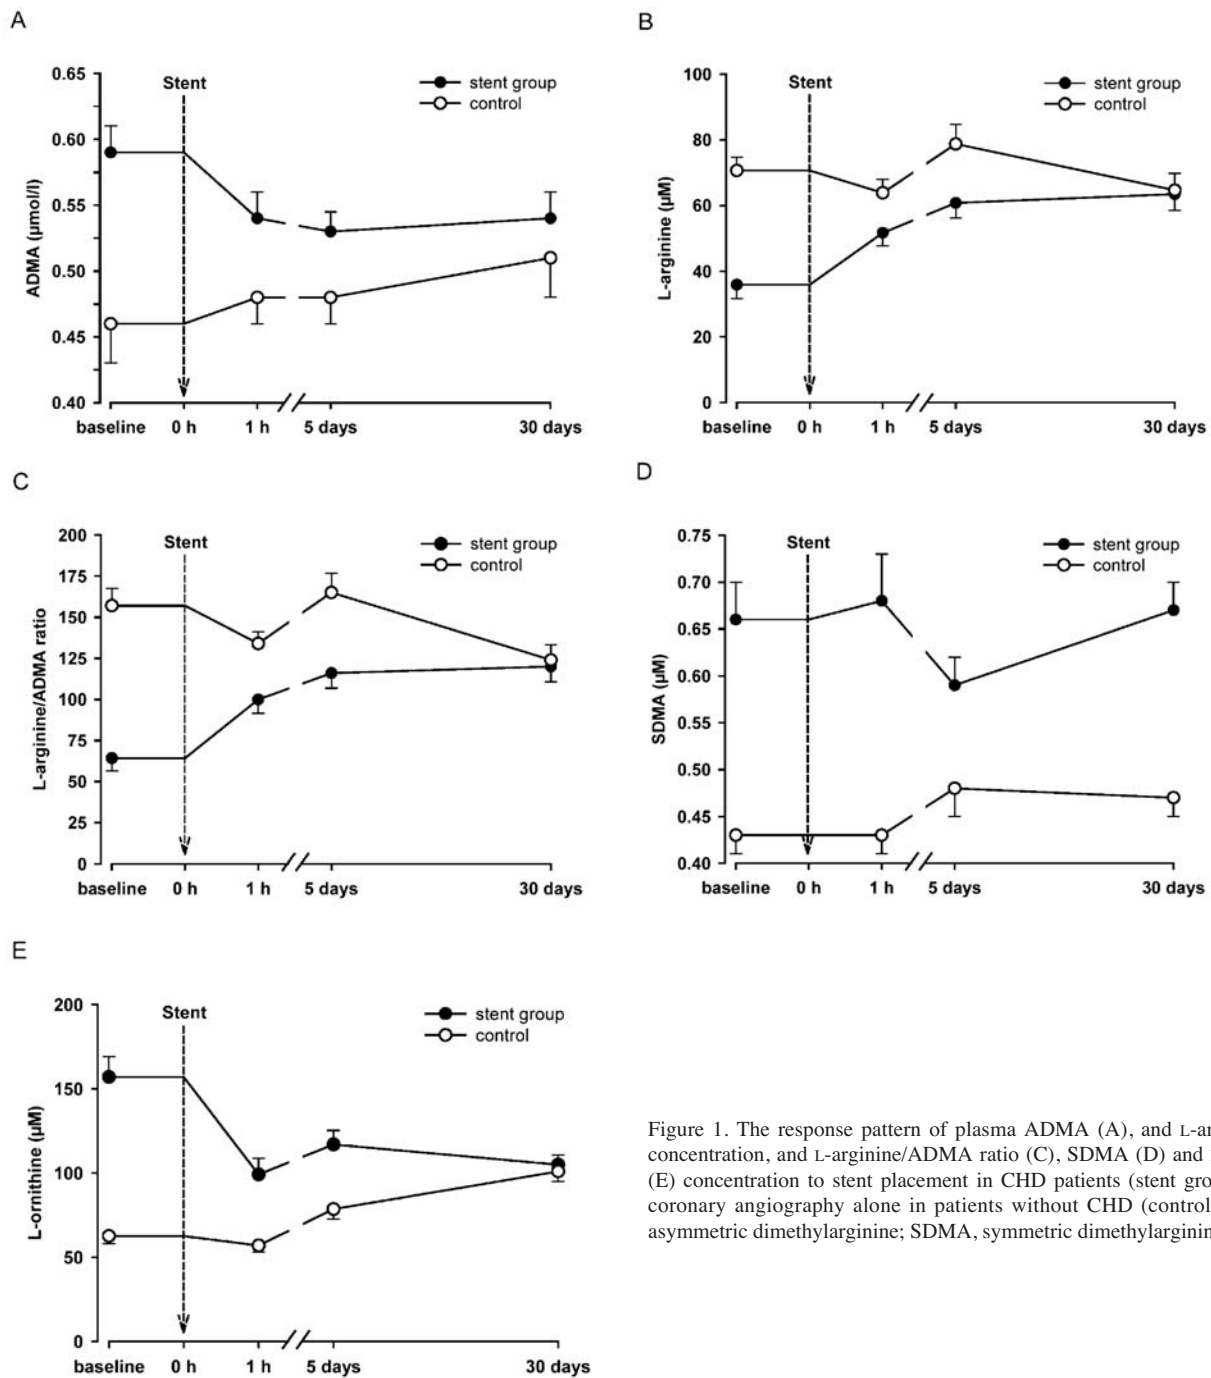 A
0.65
0.60
0.55
0.50
0.45
0.40
ADMA (µmol/l)
Stent
stent group
control
baseline 0 h 1 h 5 days 30 days
B
100
80
60
40
20
0
L-arginine (µM)
Stent
stent group
control
baseline 0 h 1 h 5 days 30 days
C
200
175
150
125
100
75
50
25
0
L-arginine/ADMA ratio
Stent
stent group
control
baseline 0 h 1 h 5 days 30 days
D
0.75
0.70
0.65
0.60
0.55
0.50
0.45
0.40
SDMA (µM)
Stent
stent group
control
baseline 0 h 1 h 5 days 30 days
E
200
150
100
50
0
L-ornithine (µM)
Stent
stent group
control
baseline 0 h 1 h 5 days 30 days
Figure 1. The response pattern of plasma ADMA (A), and L-ar
concentration, and L-arginine/ADMA ratio (C), SDMA (D) and
(E) concentration to stent placement in CHD patients (stent gro
coronary angiography alone in patients without CHD (control
asymmetric dimethylarginine; SDMA, symmetric dimethylarginin